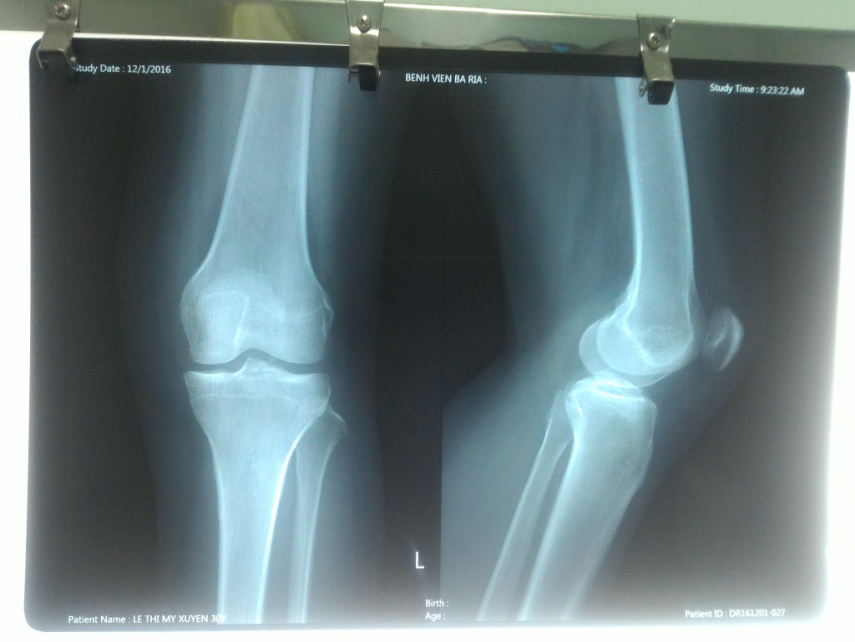 Study Date : 12/1/2016
BENH VIEN BA RIA :
Study Time : 9:23:22 AM
L
Birth :
Age :
Patient Name : LE THI MY XUYEN 30Y
Patient ID : DR161201-027